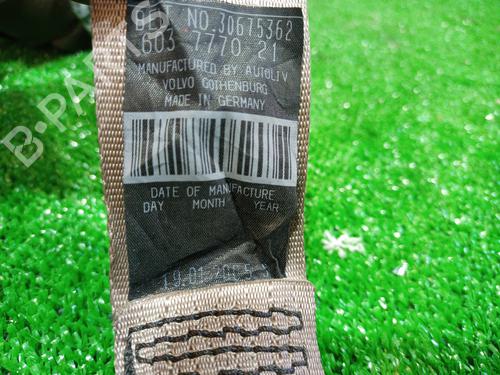 NO.30675362
603 7770 21
MANUFACTURED BY AUTOLIV
VOLVO GOTHENBURG
MADE IN GERMANY
DATE OF MANUFACTURE
DAY MONTH YEAR
19.01.2005
B-PARTS